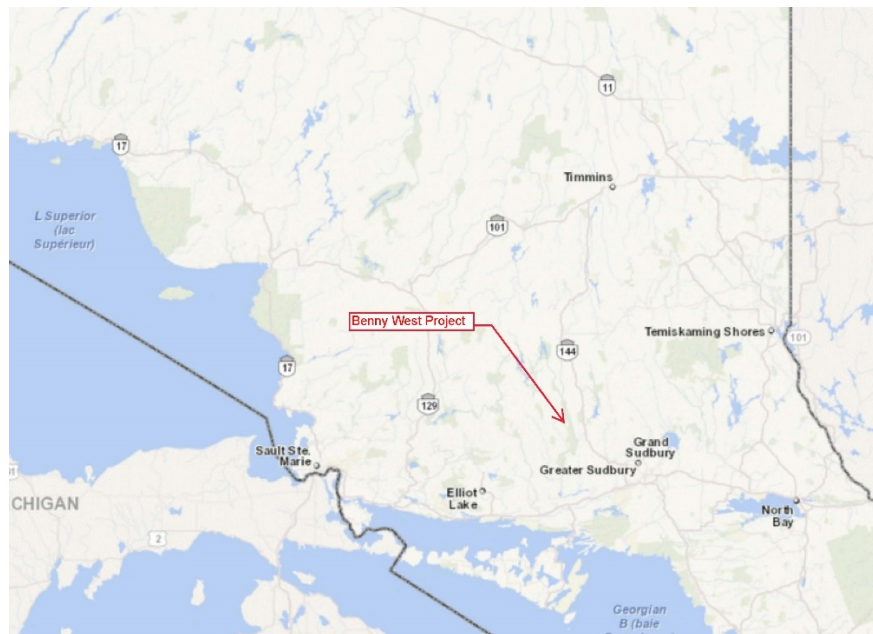 11
17
Timmins
L Superior
(lac
Supérieur)
101
Benny West Project
Temiskaming Shores
101
144
17
129
Grand
Sudbury
Sault Ste.
Marie
Greater Sudbury
Elliot
Lake
CHIGAN
North
Bay
2
Georgian
B (baie